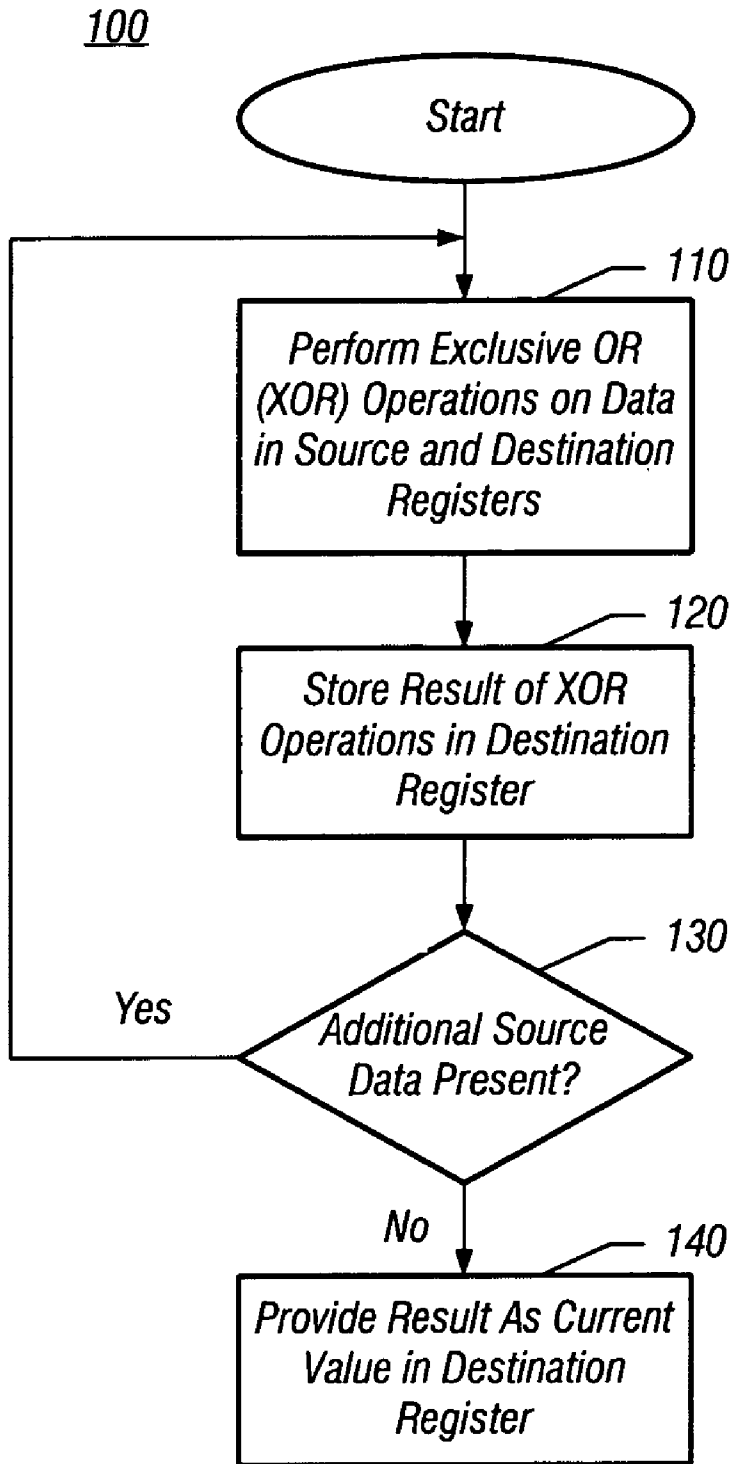 100
Start
110
Perform Exclusive OR
(XOR) Operations on Data
in Source and Destination
Registers
120
Store Result of XOR
Operations in Destination
Register
130
Yes
Additional Source
Data Present?
No
140
Provide Result As Current
Value in Destination
Register